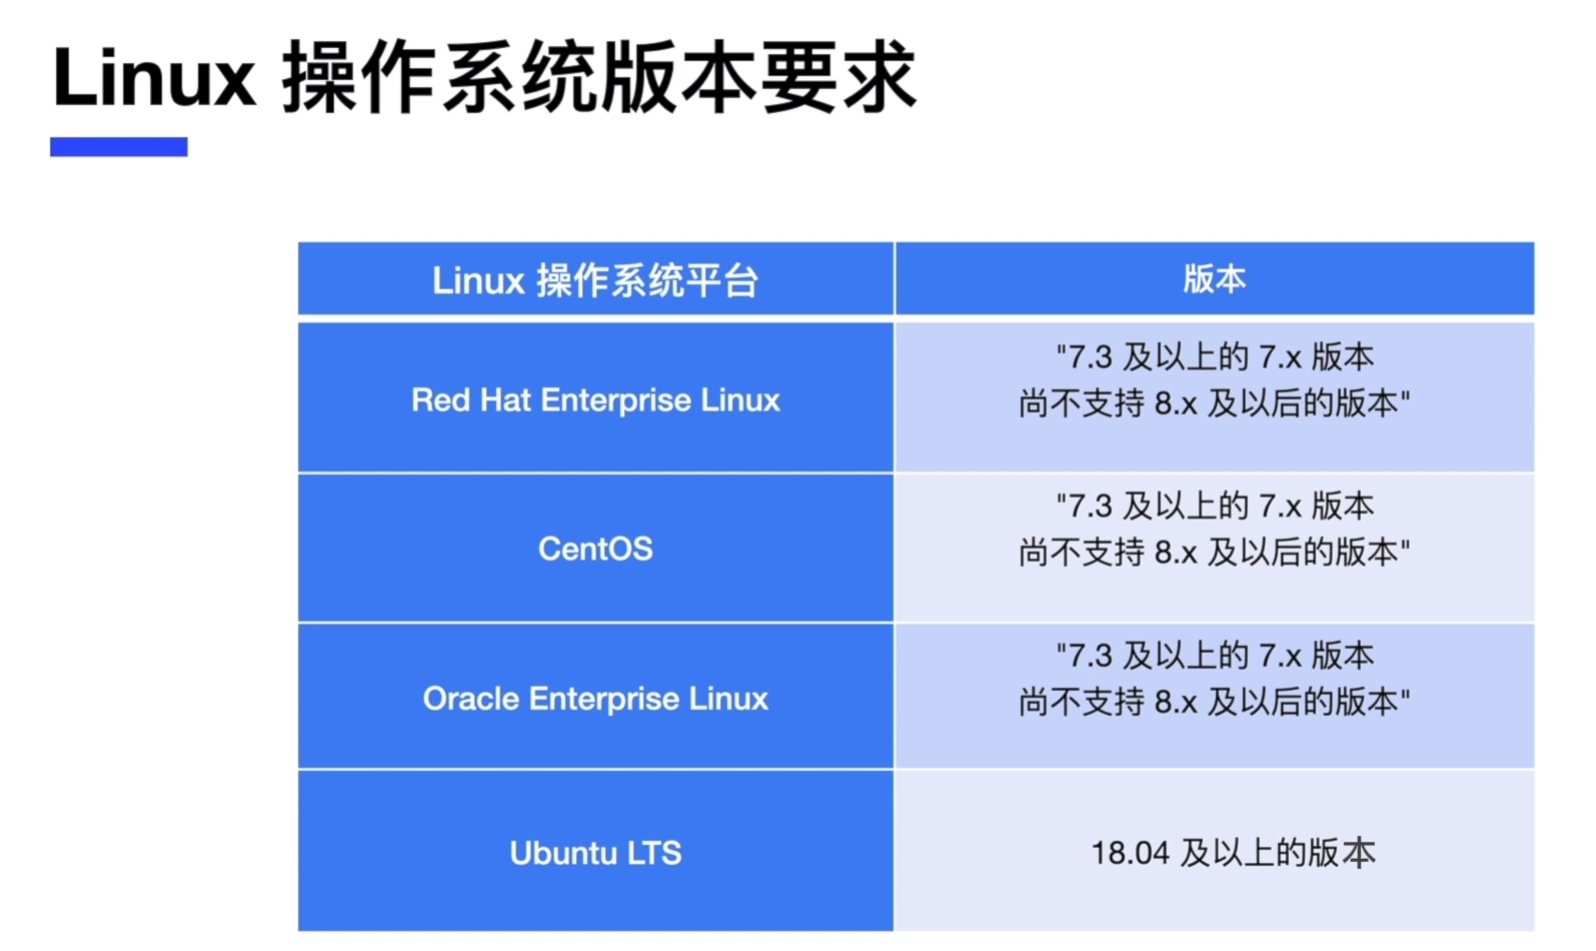 Linux 操作系统版本要求
Linux 操作系统平台
版本
Red Hat Enterprise Linux
"7.3 及以上的 7.x 版本
尚不支持 8.x 及以后的版本"
CentOS
"7.3 及以上的 7.x 版本
尚不支持 8.x 及以后的版本"
Oracle Enterprise Linux
"7.3 及以上的 7.x 版本
尚不支持 8.x 及以后的版本"
Ubuntu LTS
18.04 及以上的版本